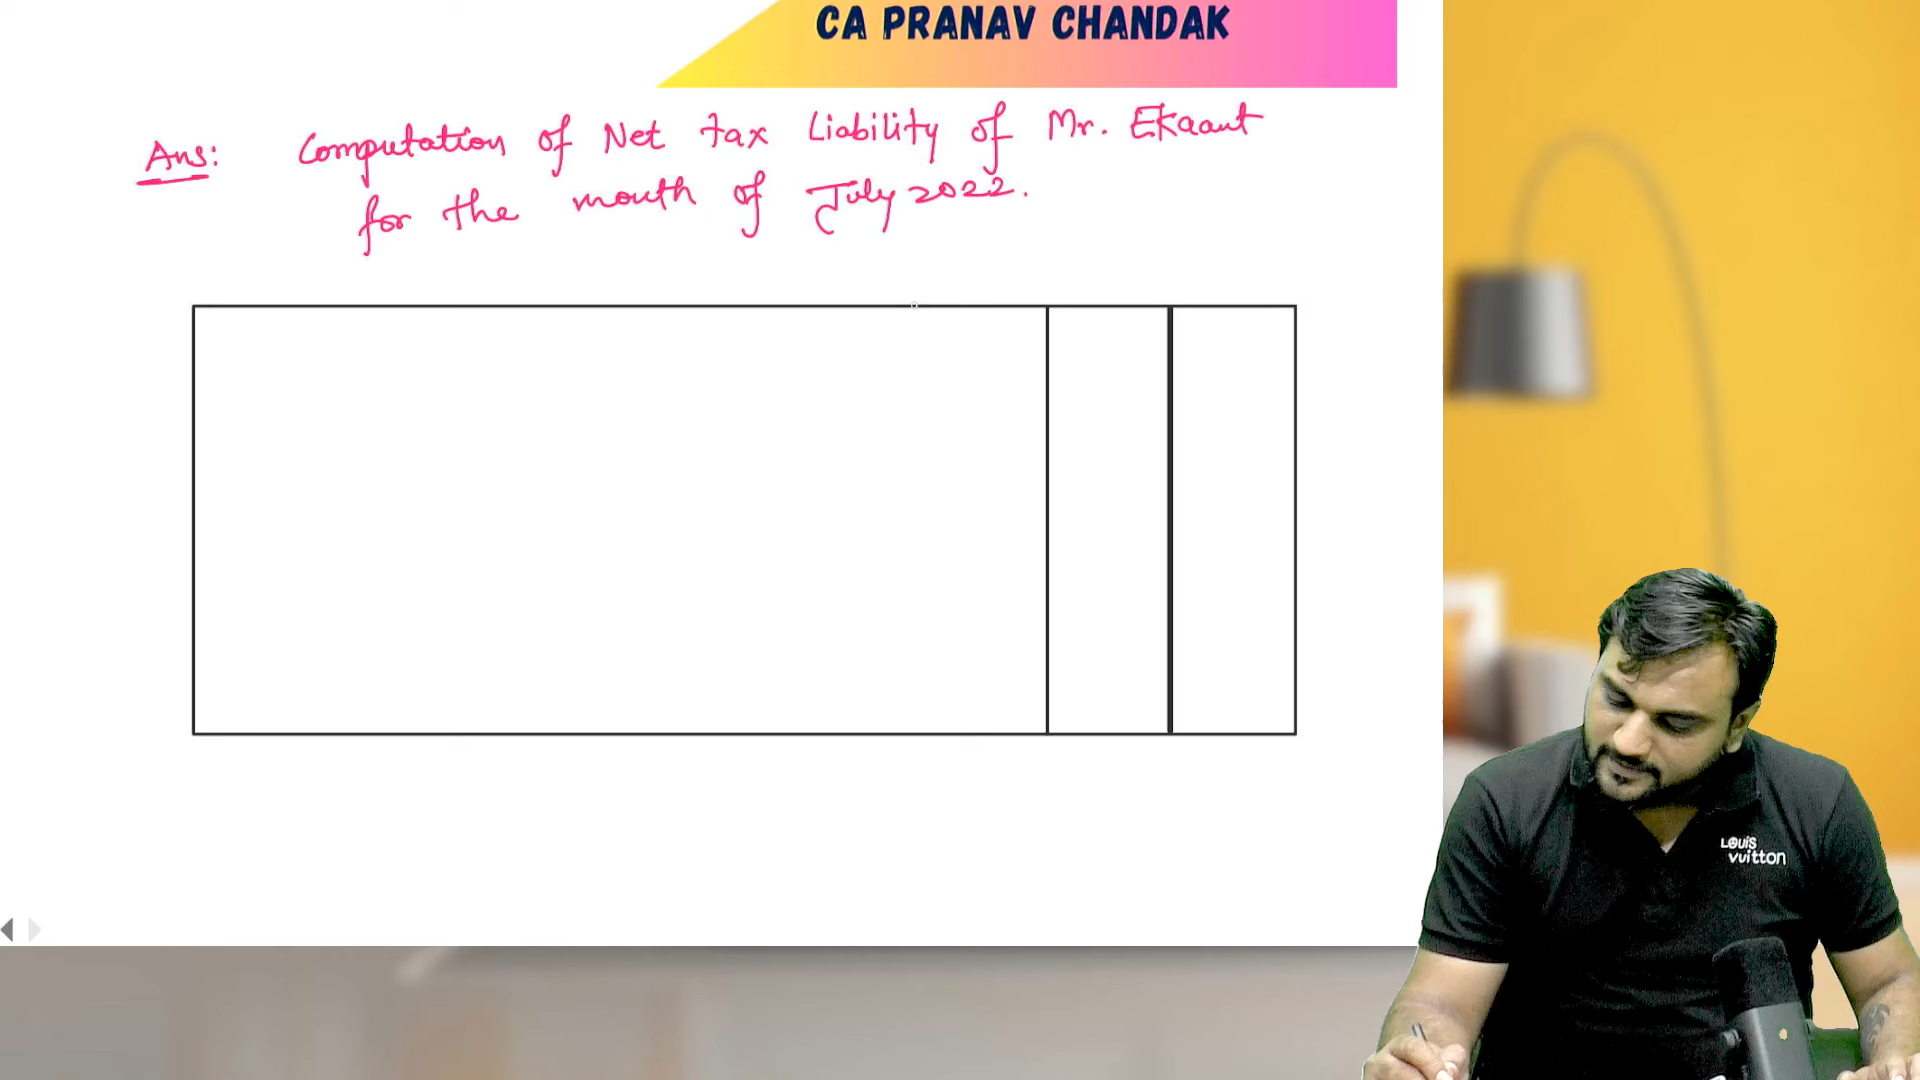 CA PRANAV CHANDAK
Ans: Computation of Net tax Liability of Mr. Ekaant
for the month of July 2022.
Louis
vuitton